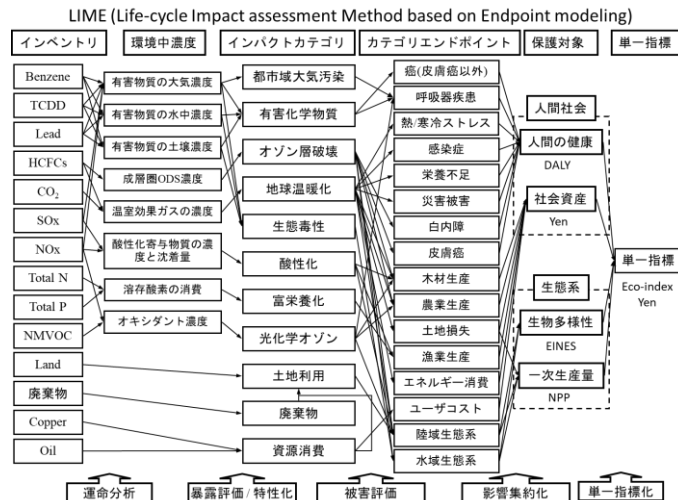 LIME (Life-cycle Impact assessment Method based on Endpoint modeling)
インベントリ
環境中濃度
インパクトカテゴリ
カテゴリエンドポイント
保護対象
単一指標
Benzene
TCDD
Lead
HCFCs
CO₂
SOx
NOx
Total N
Total P
NMVOC
Land
廃棄物
Copper
Oil
有害物質の大気濃度
有害物質の水中濃度
有害物質の土壌濃度
成層圏ODS濃度
温室効果ガスの濃度
酸性化寄与物質の濃
度と沈着量
溶存酸素の消費
オキシダント濃度
都市域大気汚染
有害化学物質
オゾン層破壊
地球温暖化
生態毒性
酸性化
富栄養化
光化学オゾン
土地利用
廃棄物
資源消費
癌(皮膚癌以外)
呼吸器疾患
熱/寒冷ストレス
感染症
栄養不足
災害被害
白内障
皮膚癌
木材生産
農業生産
土地損失
漁業生産
エネルギー消費
ユーザコスト
陸域生態系
水域生態系
人間社会
人間の健康
DALY
社会資産
Yen
生態系
生物多様性
EINES
一次生産量
NPP
単一指標
Eco-index
Yen
運命分析
暴露評価/特性化
被害評価
影響集約化
単一指標化